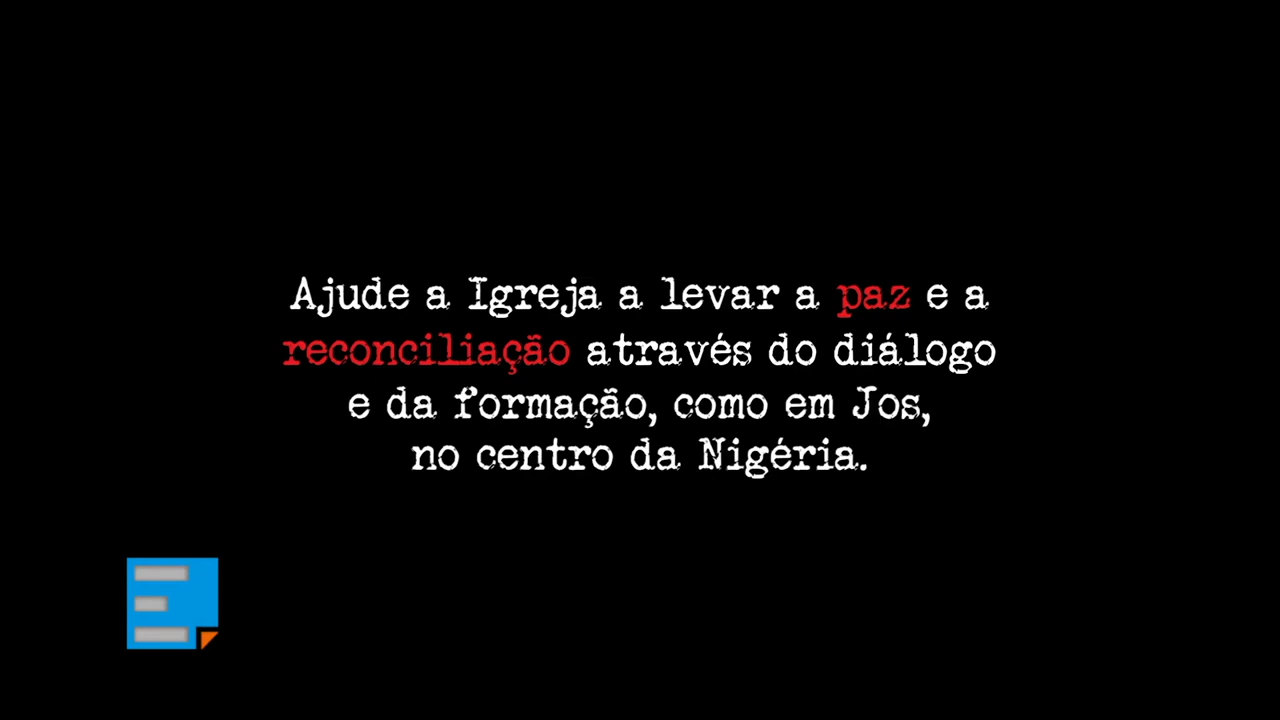 Ajude a Igreja a levar a paz e a
reconciliação através do diálogo
e da formação, como em Jos,
no centro da Nigéria.